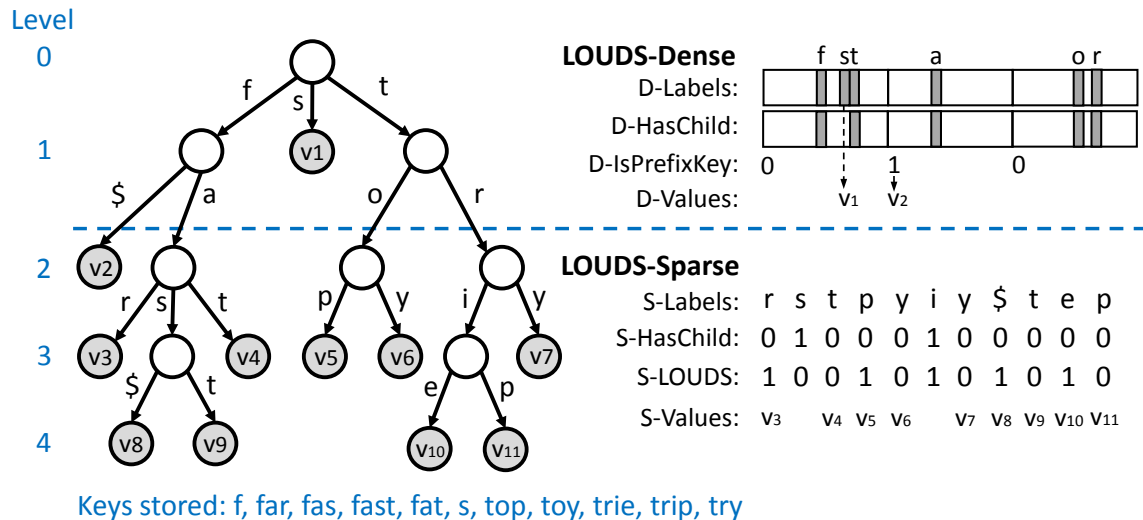 Level
0
1
2
3
4
f
s
t
v1
$
a
o
r
v2
r
s
t
p
y
i
y
v3
v4
v5
v6
v7
$
t
e
p
v8
v9
v10
v11
LOUDS-Dense
f st a o r
D-Labels:
D-HasChild:
D-IsPrefixKey: 0 1 0
D-Values: v1 v2
LOUDS-Sparse
S-Labels: r s t p y i y $ t e p
S-HasChild: 0 1 0 0 0 1 0 0 0 0 0
S-LOUDS: 1 0 0 1 0 1 0 1 0 1 0
S-Values: v3 v4 v5 v6 v7 v8 v9 v10 v11
Keys stored: f, far, fas, fast, fat, s, top, toy, trie, trip, try